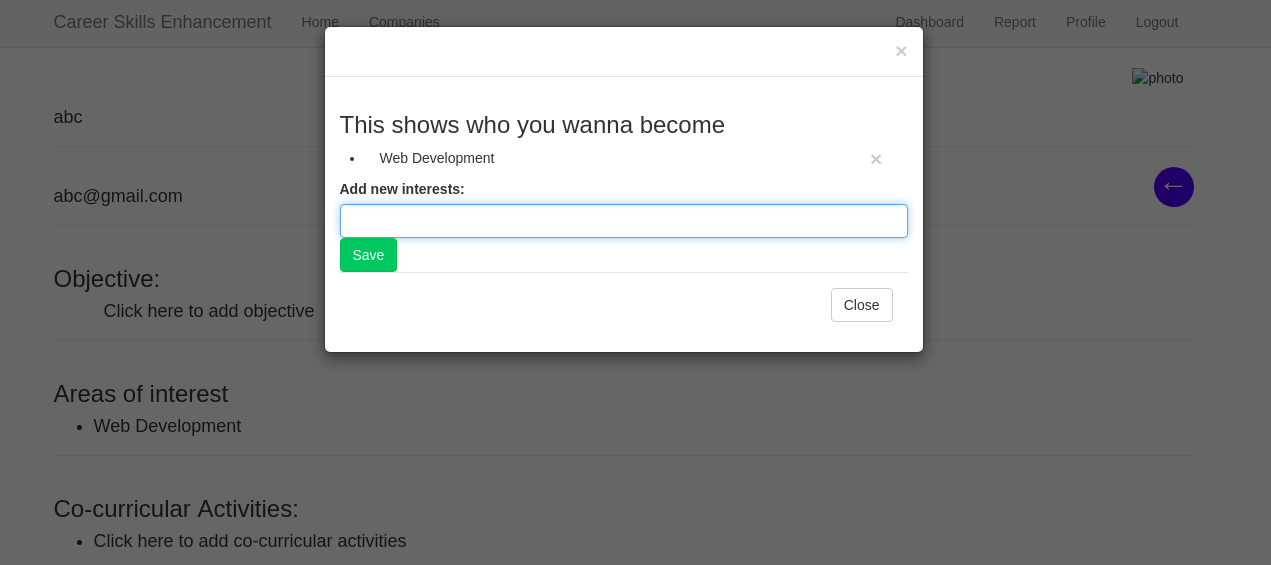 Career Skills Enhancement Home Companies Dashboard Report Profile Logout
×
photo
abc
This shows who you wanna become
• Web Development ×
Add new interests:
abc@gmail.com
←
Save
Objective:
Click here to add objective
Close
Areas of interest
• Web Development
Co-curricular Activities:
• Click here to add co-curricular activities